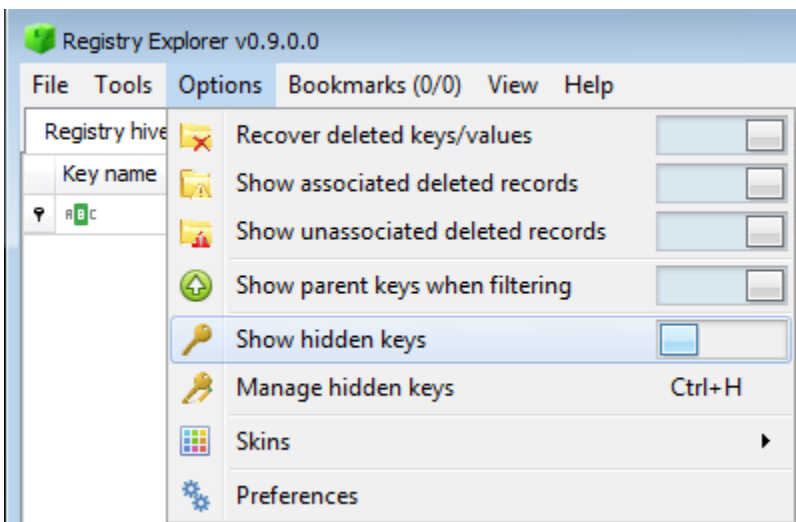 Registry Explorer v0.9.0.0
File Tools Options Bookmarks (0/0) View Help
Registry hive
Key name
ABC
Recover deleted keys/values
Show associated deleted records
Show unassociated deleted records
Show parent keys when filtering
Show hidden keys
Manage hidden keys Ctrl+H
Skins
Preferences